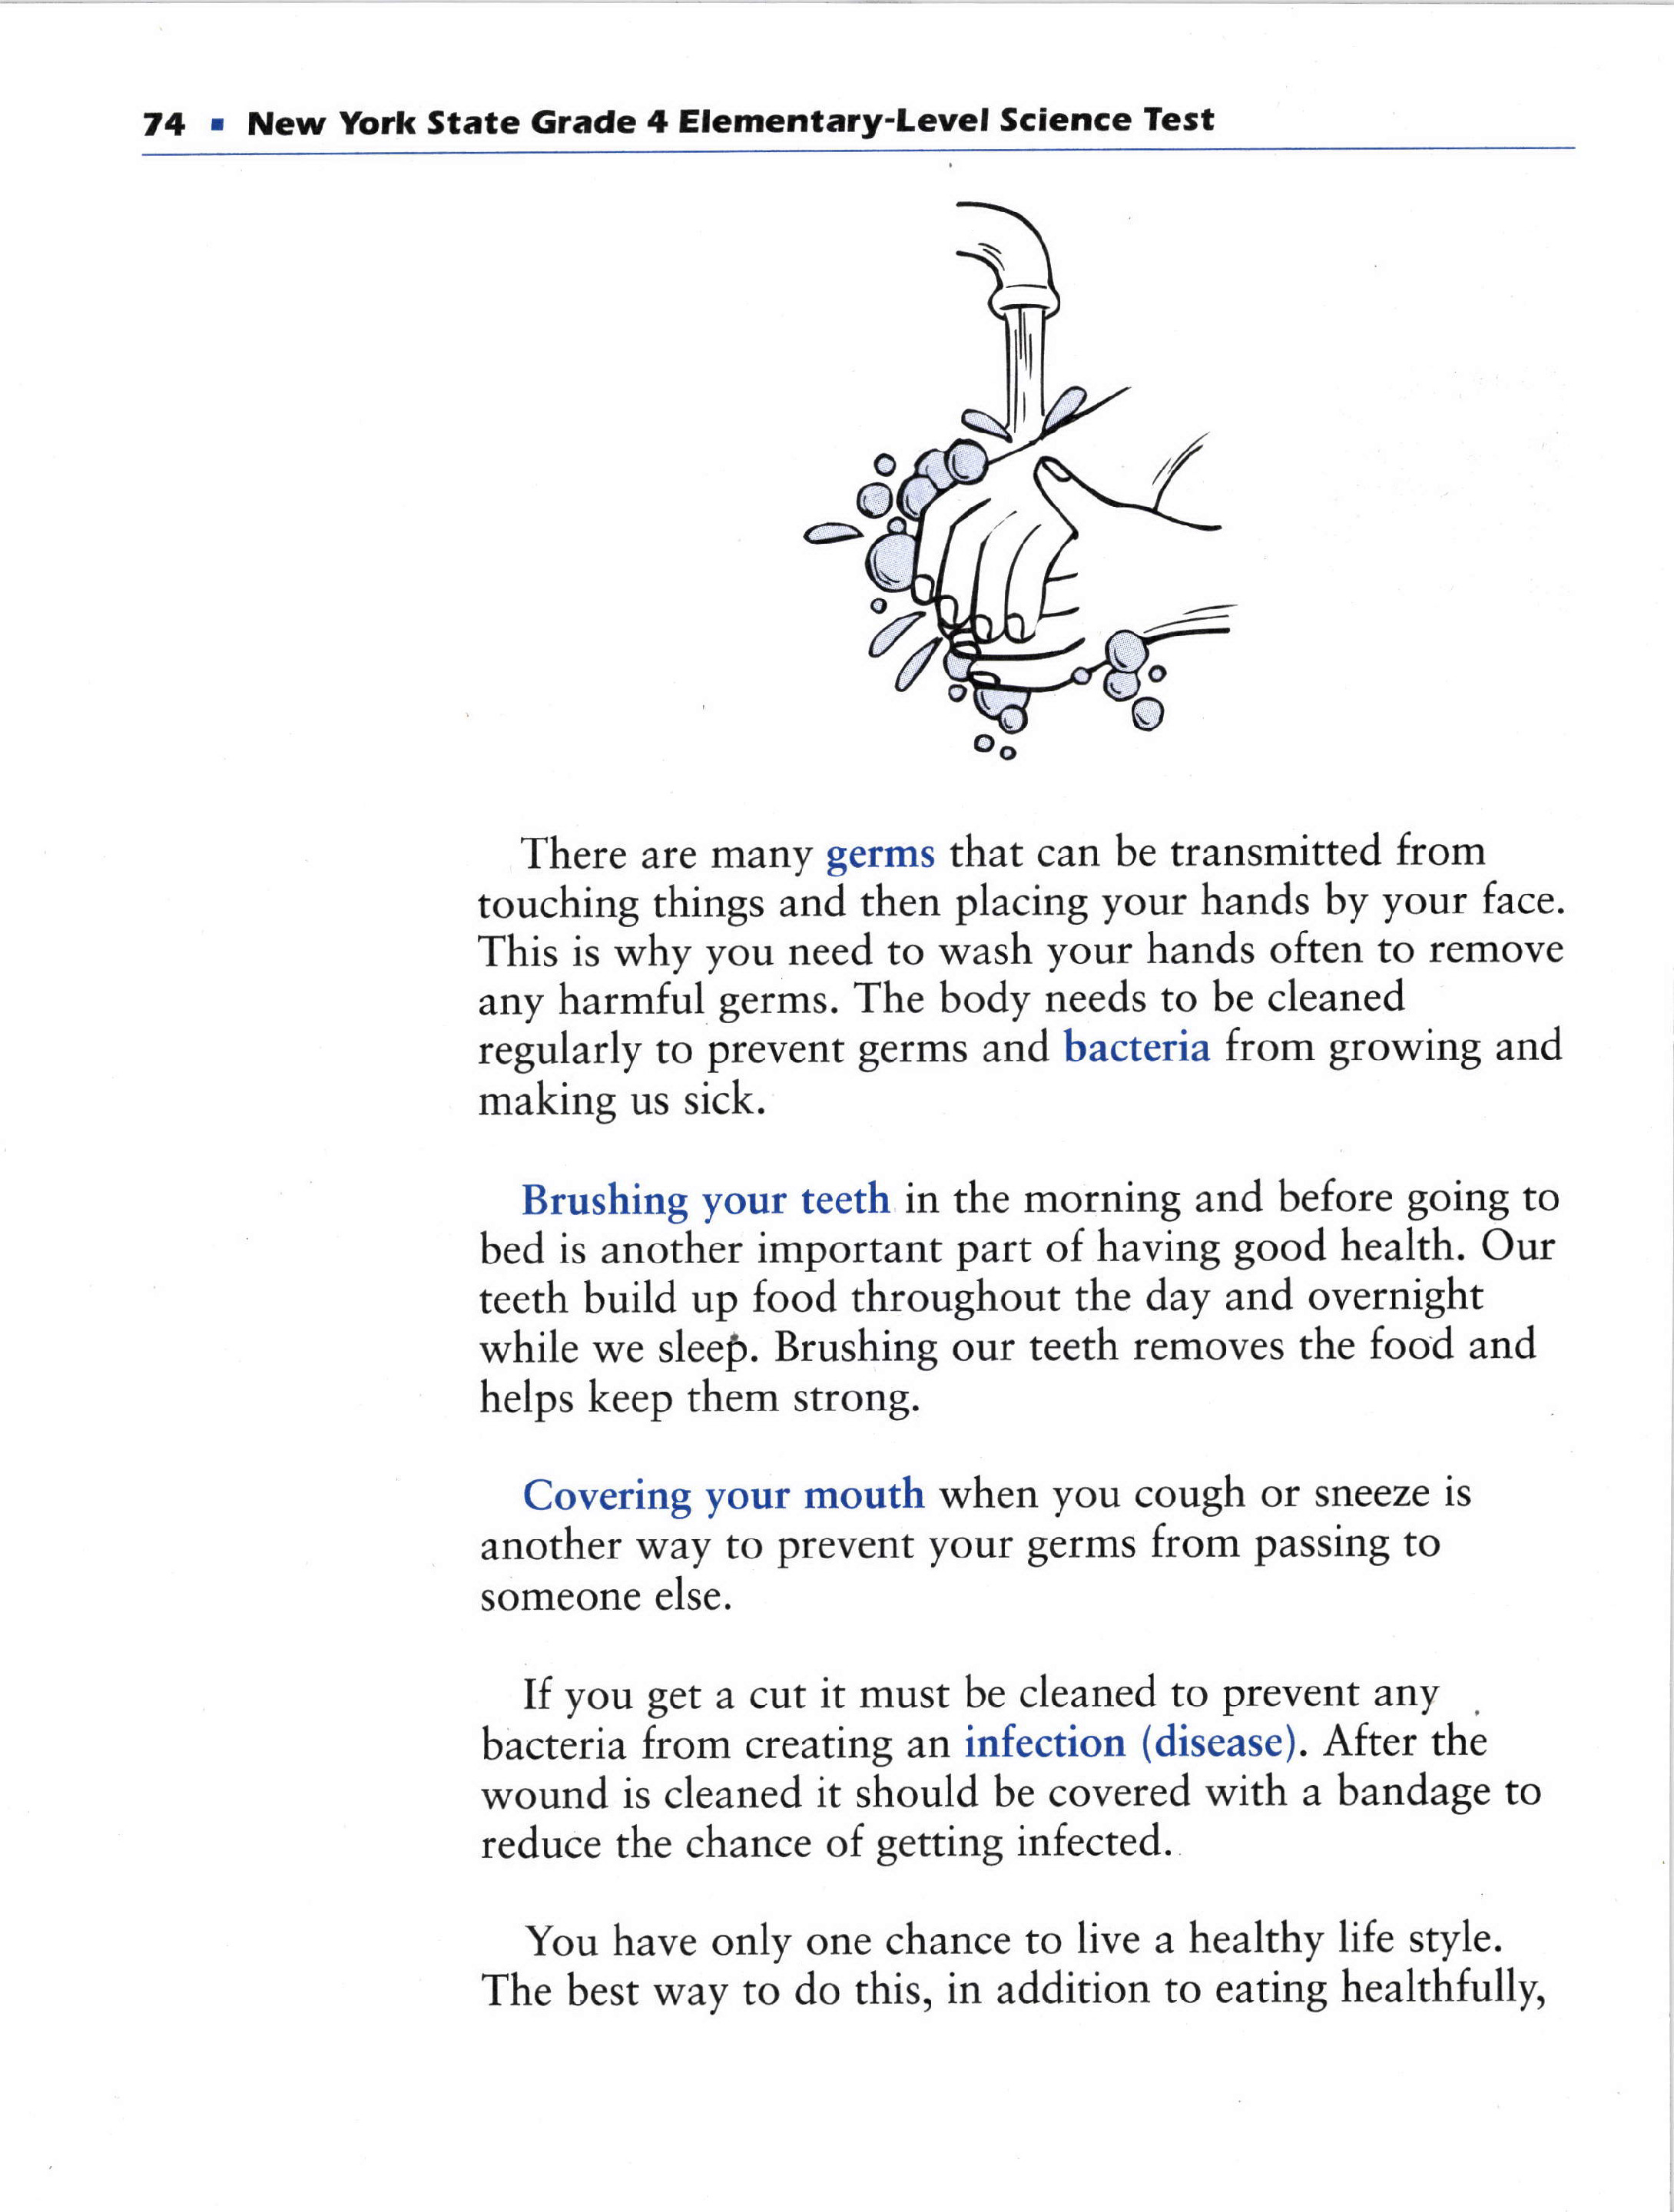 74 ▪ New York State Grade 4 Elementary-Level Science Test
There are many germs that can be transmitted from
touching things and then placing your hands by your face.
This is why you need to wash your hands often to remove
any harmful germs. The body needs to be cleaned
regularly to prevent germs and bacteria from growing and
making us sick.
Brushing your teeth in the morning and before going to
bed is another important part of having good health. Our
teeth build up food throughout the day and overnight
while we sleep. Brushing our teeth removes the food and
helps keep them strong.
Covering your mouth when you cough or sneeze is
another way to prevent your germs from passing to
someone else.
If you get a cut it must be cleaned to prevent any
bacteria from creating an infection (disease). After the
wound is cleaned it should be covered with a bandage to
reduce the chance of getting infected.
You have only one chance to live a healthy life style.
The best way to do this, in addition to eating healthfully,